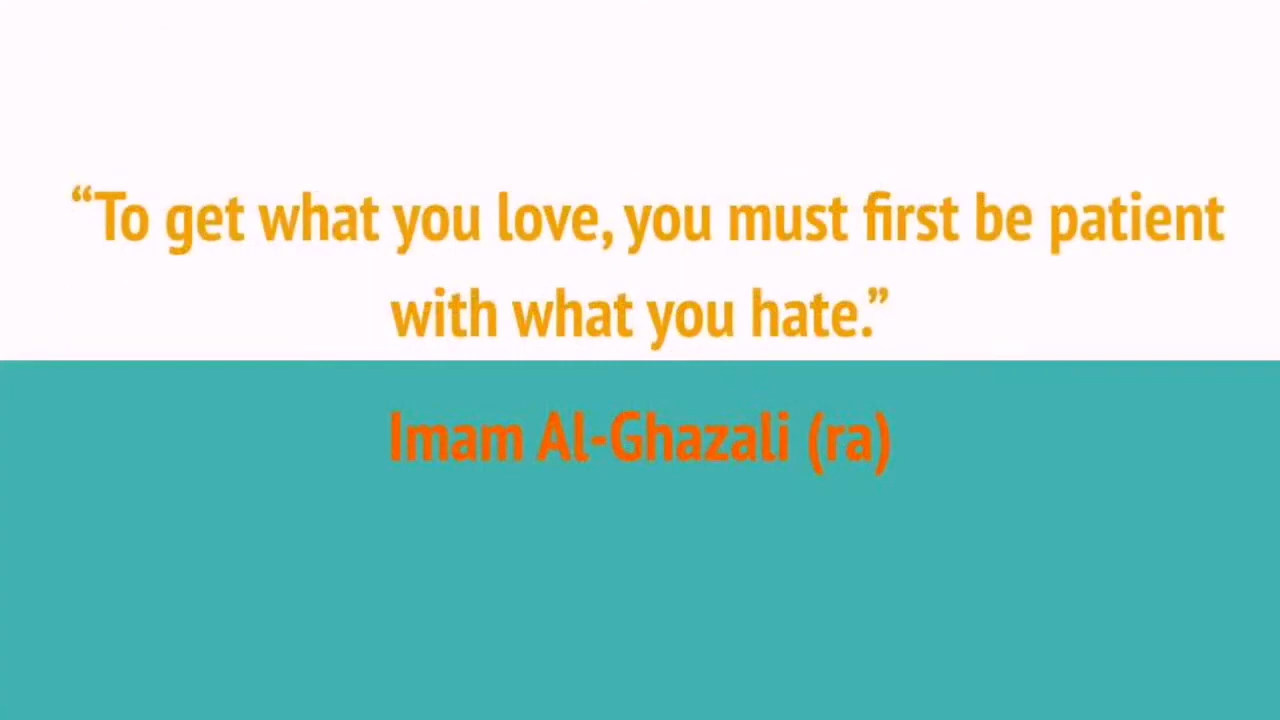 “To get what you love, you must first be patient
with what you hate.”
Imam Al-Ghazali (ra)